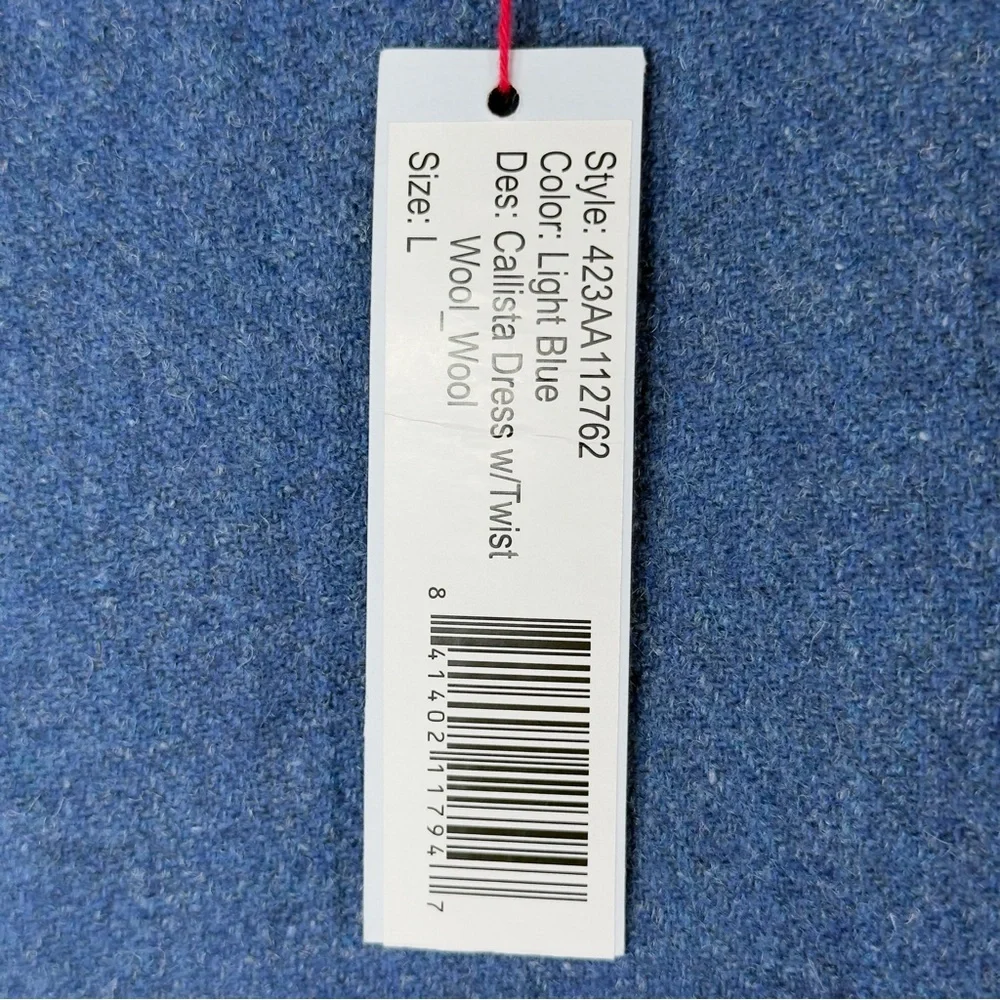 Style: 423AA112762
Color: Light Blue
Des: Callista Dress w/Twist
Wool_Wool
Size: L
8 41402 11794 7